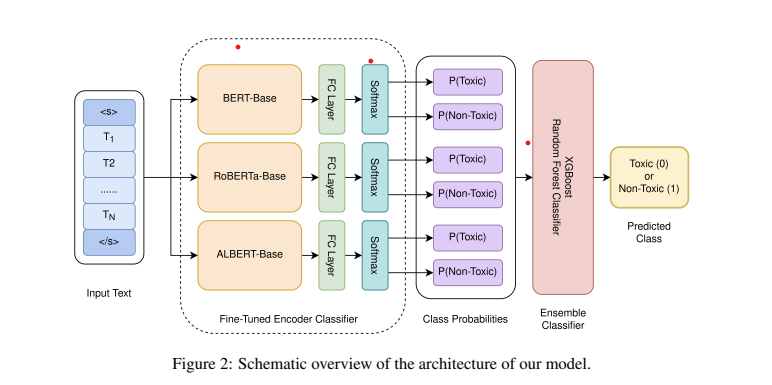 <s>
T1
T2
......
TN
</s>
Input Text
BERT-Base
FC Layer
Softmax
RoBERTa-Base
FC Layer
Softmax
ALBERT-Base
FC Layer
Softmax
Fine-Tuned Encoder Classifier
P(Toxic)
P(Non-Toxic)
P(Toxic)
P(Non-Toxic)
P(Toxic)
P(Non-Toxic)
Class Probabilities
XGBoost
Random Forest Classifier
Ensemble
Classifier
Toxic (0)
or
Non-Toxic (1)
Predicted
Class
Figure 2: Schematic overview of the architecture of our model.